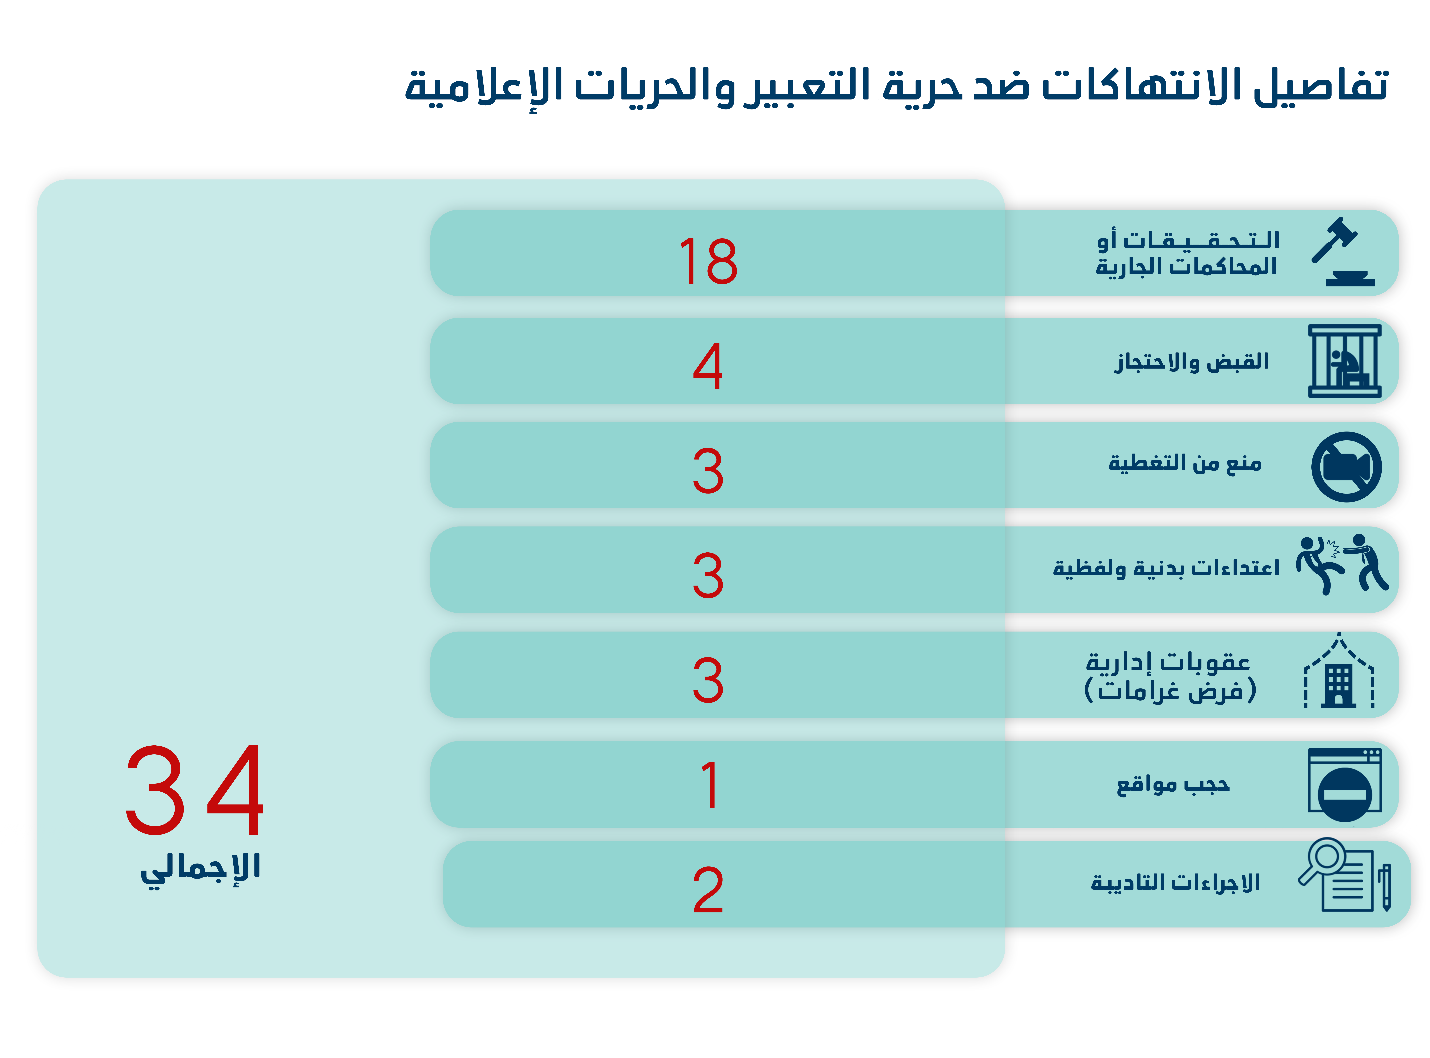 تفاصيل الانتهاكات ضد حرية التعبير والحريات الإعلامية
التحقيقات أو
المحاكمات الجارية
18
القبض والاحتجاز
4
منع من التغطية
3
اعتداءات بدنية ولفظية
3
عقوبات إدارية
(فرض غرامات)
3
حجب مواقع
1
الاجراءات التاديبة
2
34
الإجمالي